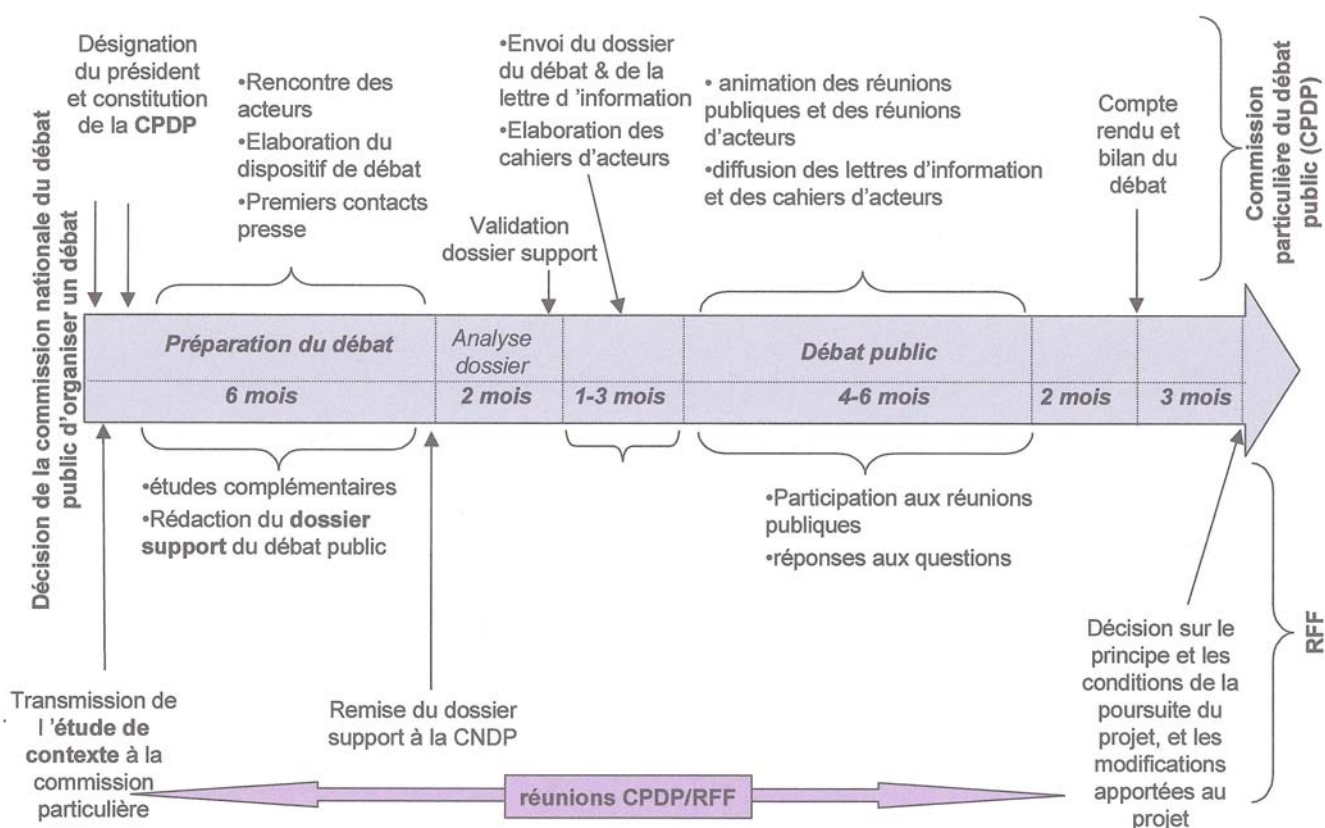 Décision de la commission nationale du débat
public d'organiser un débat
Désignation
du président
et constitution
de la CPDP
•Rencontre des
acteurs
•Elaboration du
dispositif de débat
•Premiers contacts
presse
Validation
dossier support
•Envoi du dossier
du débat & de la
lettre d 'information
•Elaboration des
cahiers d'acteurs
• animation des réunions
publiques et des réunions
d'acteurs
•diffusion des lettres d'information
et des cahiers d'acteurs
Compte
rendu et
bilan du
débat
Commission
particulière du débat
public (CPDP)
Préparation du débat
Analyse
dossier
Débat public
6 mois
2 mois
1-3 mois
4-6 mois
2 mois
3 mois
•études complémentaires
•Rédaction du dossier
support du débat public
•Participation aux réunions
publiques
•réponses aux questions
Transmission de
l 'étude de
contexte à la
commission
particulière
Remise du dossier
support à la CNDP
Décision sur le
principe et les
conditions de la
poursuite du
projet, et les
modifications
apportées au
projet
RFF
réunions CPDP/RFF